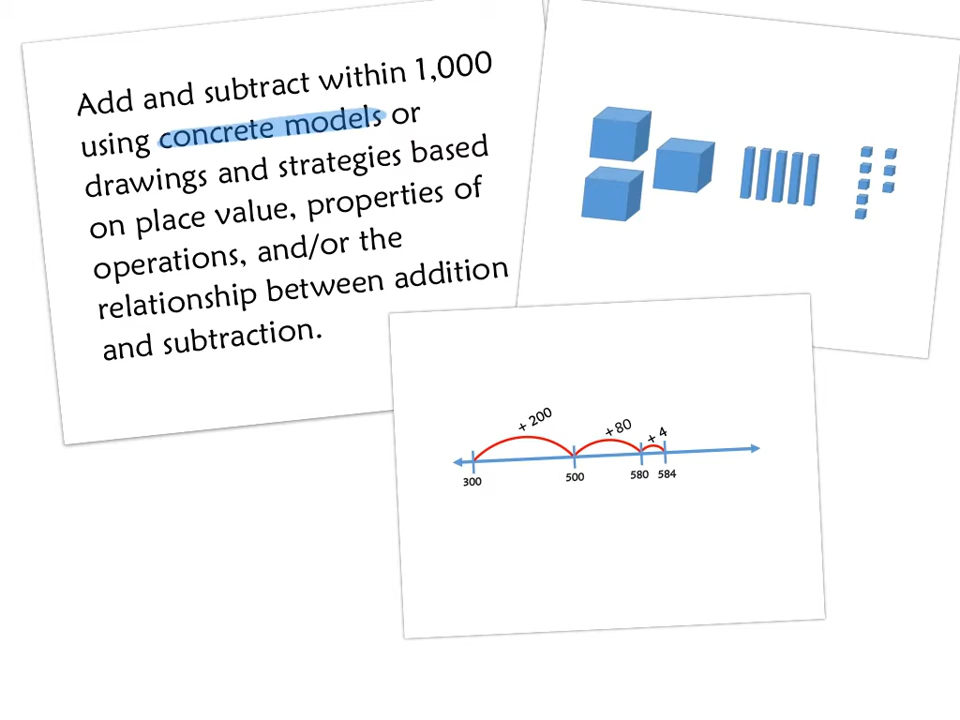 Add and subtract within 1,000
using concrete models or
drawings and strategies based
on place value, properties of
operations, and/or the
relationship between addition
and subtraction.
+ 200
+ 80
+ 4
300
500
580
584